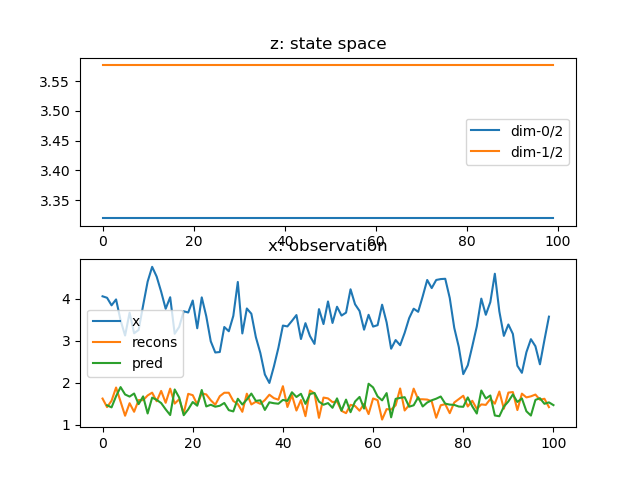 z: state space
3.55
3.50
3.45
3.40
3.35
dim-0/2
dim-1/2
0 20 40 60 80 100
x: observation
4
3
2
1
x
recons
pred
0 20 40 60 80 100